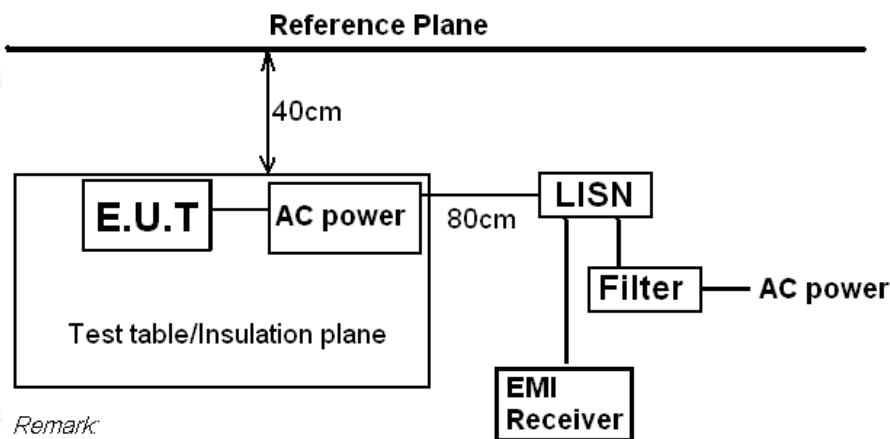 Reference Plane
40cm
E.U.T
AC power
80cm
LISN
Filter
AC power
Test table/Insulation plane
EMI
Receiver
Remark: